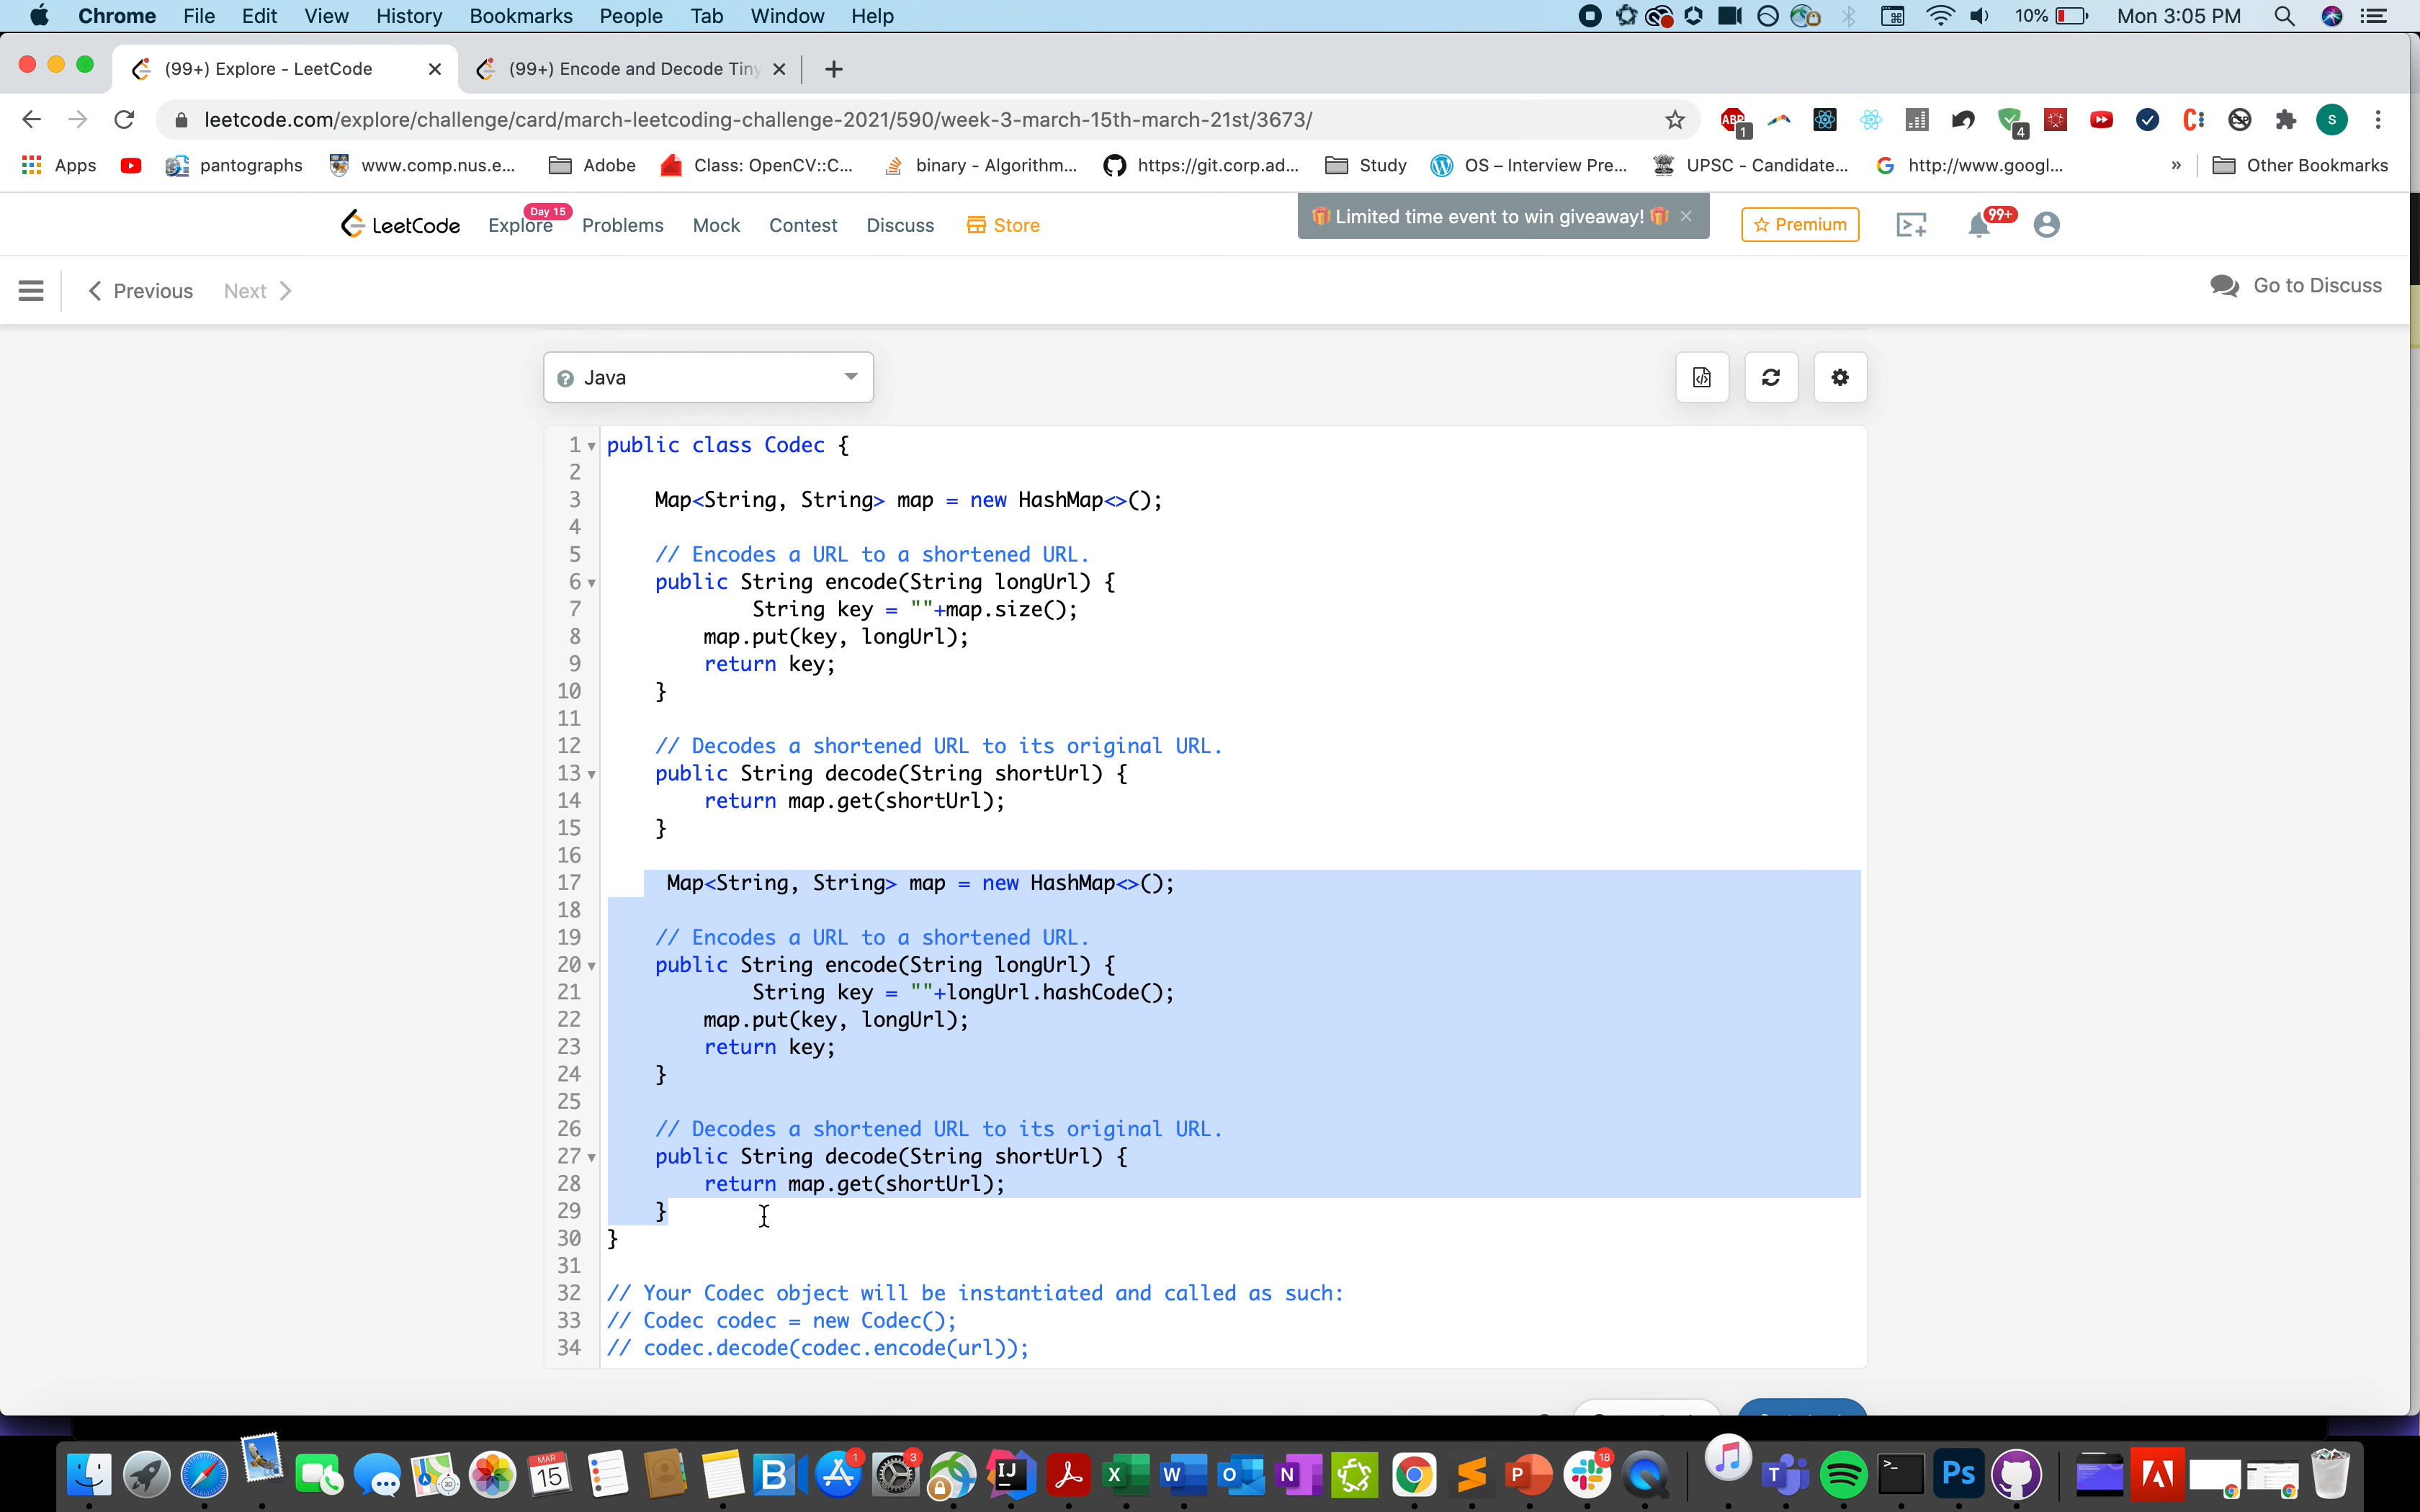 Chrome File Edit View History Bookmarks People Tab Window Help 10% Mon 3:05 PM
(99+) Explore - LeetCode (99+) Encode and Decode Tiny
leetcode.com/explore/challenge/card/march-leetcoding-challenge-2021/590/week-3-march-15th-march-21st/3673/ ABP 1 4 C: S
Apps pantographs www.comp.nus.e... Adobe Class: OpenCV::C... binary - Algorithm... https://git.corp.ad... Study OS – Interview Pre... UPSC - Candidate... http://www.googl... » Other Bookmarks
LeetCode Explore Day 15 Problems Mock Contest Discuss Store Limited time event to win giveaway! Premium 99+
Previous Next Go to Discuss
Java
1 public class Codec {
2
3 Map<String, String> map = new HashMap<>();
4
5 // Encodes a URL to a shortened URL.
6 public String encode(String longUrl) {
7 String key = ""+map.size();
8 map.put(key, longUrl);
9 return key;
10 }
11
12 // Decodes a shortened URL to its original URL.
13 public String decode(String shortUrl) {
14 return map.get(shortUrl);
15 }
16
17 Map<String, String> map = new HashMap<>();
18
19 // Encodes a URL to a shortened URL.
20 public String encode(String longUrl) {
21 String key = ""+longUrl.hashCode();
22 map.put(key, longUrl);
23 return key;
24 }
25
26 // Decodes a shortened URL to its original URL.
27 public String decode(String shortUrl) {
28 return map.get(shortUrl);
29 }
30 }
31
32 // Your Codec object will be instantiated and called as such:
33 // Codec codec = new Codec();
34 // codec.decode(codec.encode(url));
MAR 15 B 1 3 IJ X W O N P 18 T Ps